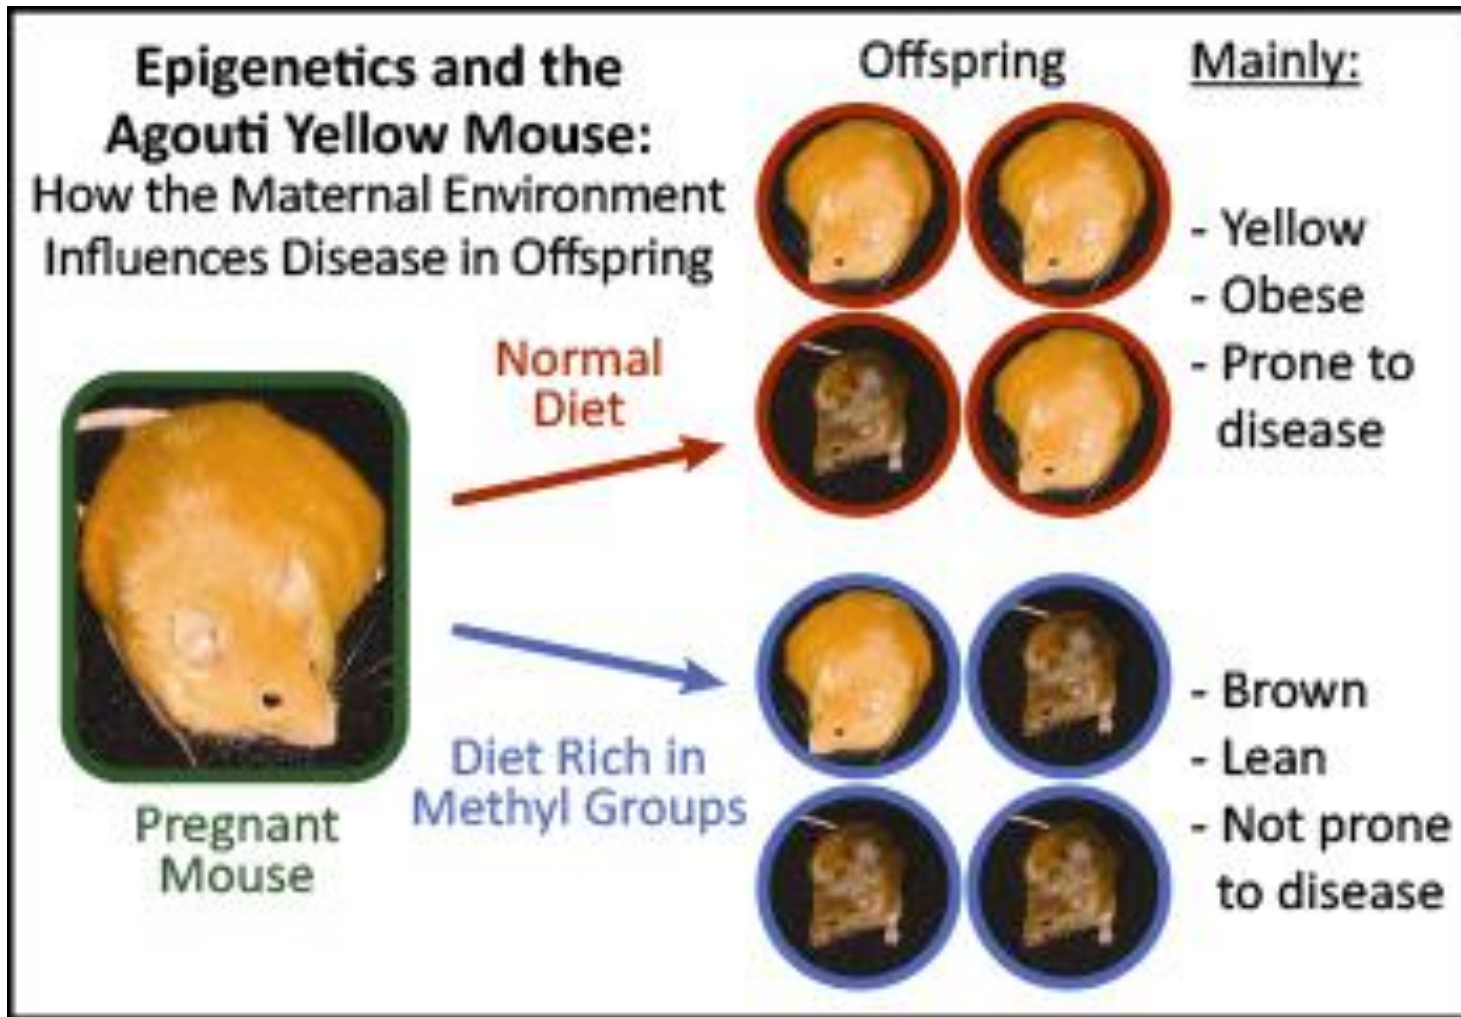 Epigenetics and the
Agouti Yellow Mouse:
How the Maternal Environment
Influences Disease in Offspring
Offspring
Mainly:
Normal
Diet
- Yellow
- Obese
- Prone to
disease
Pregnant
Mouse
Diet Rich in
Methyl Groups
- Brown
- Lean
- Not prone
to disease